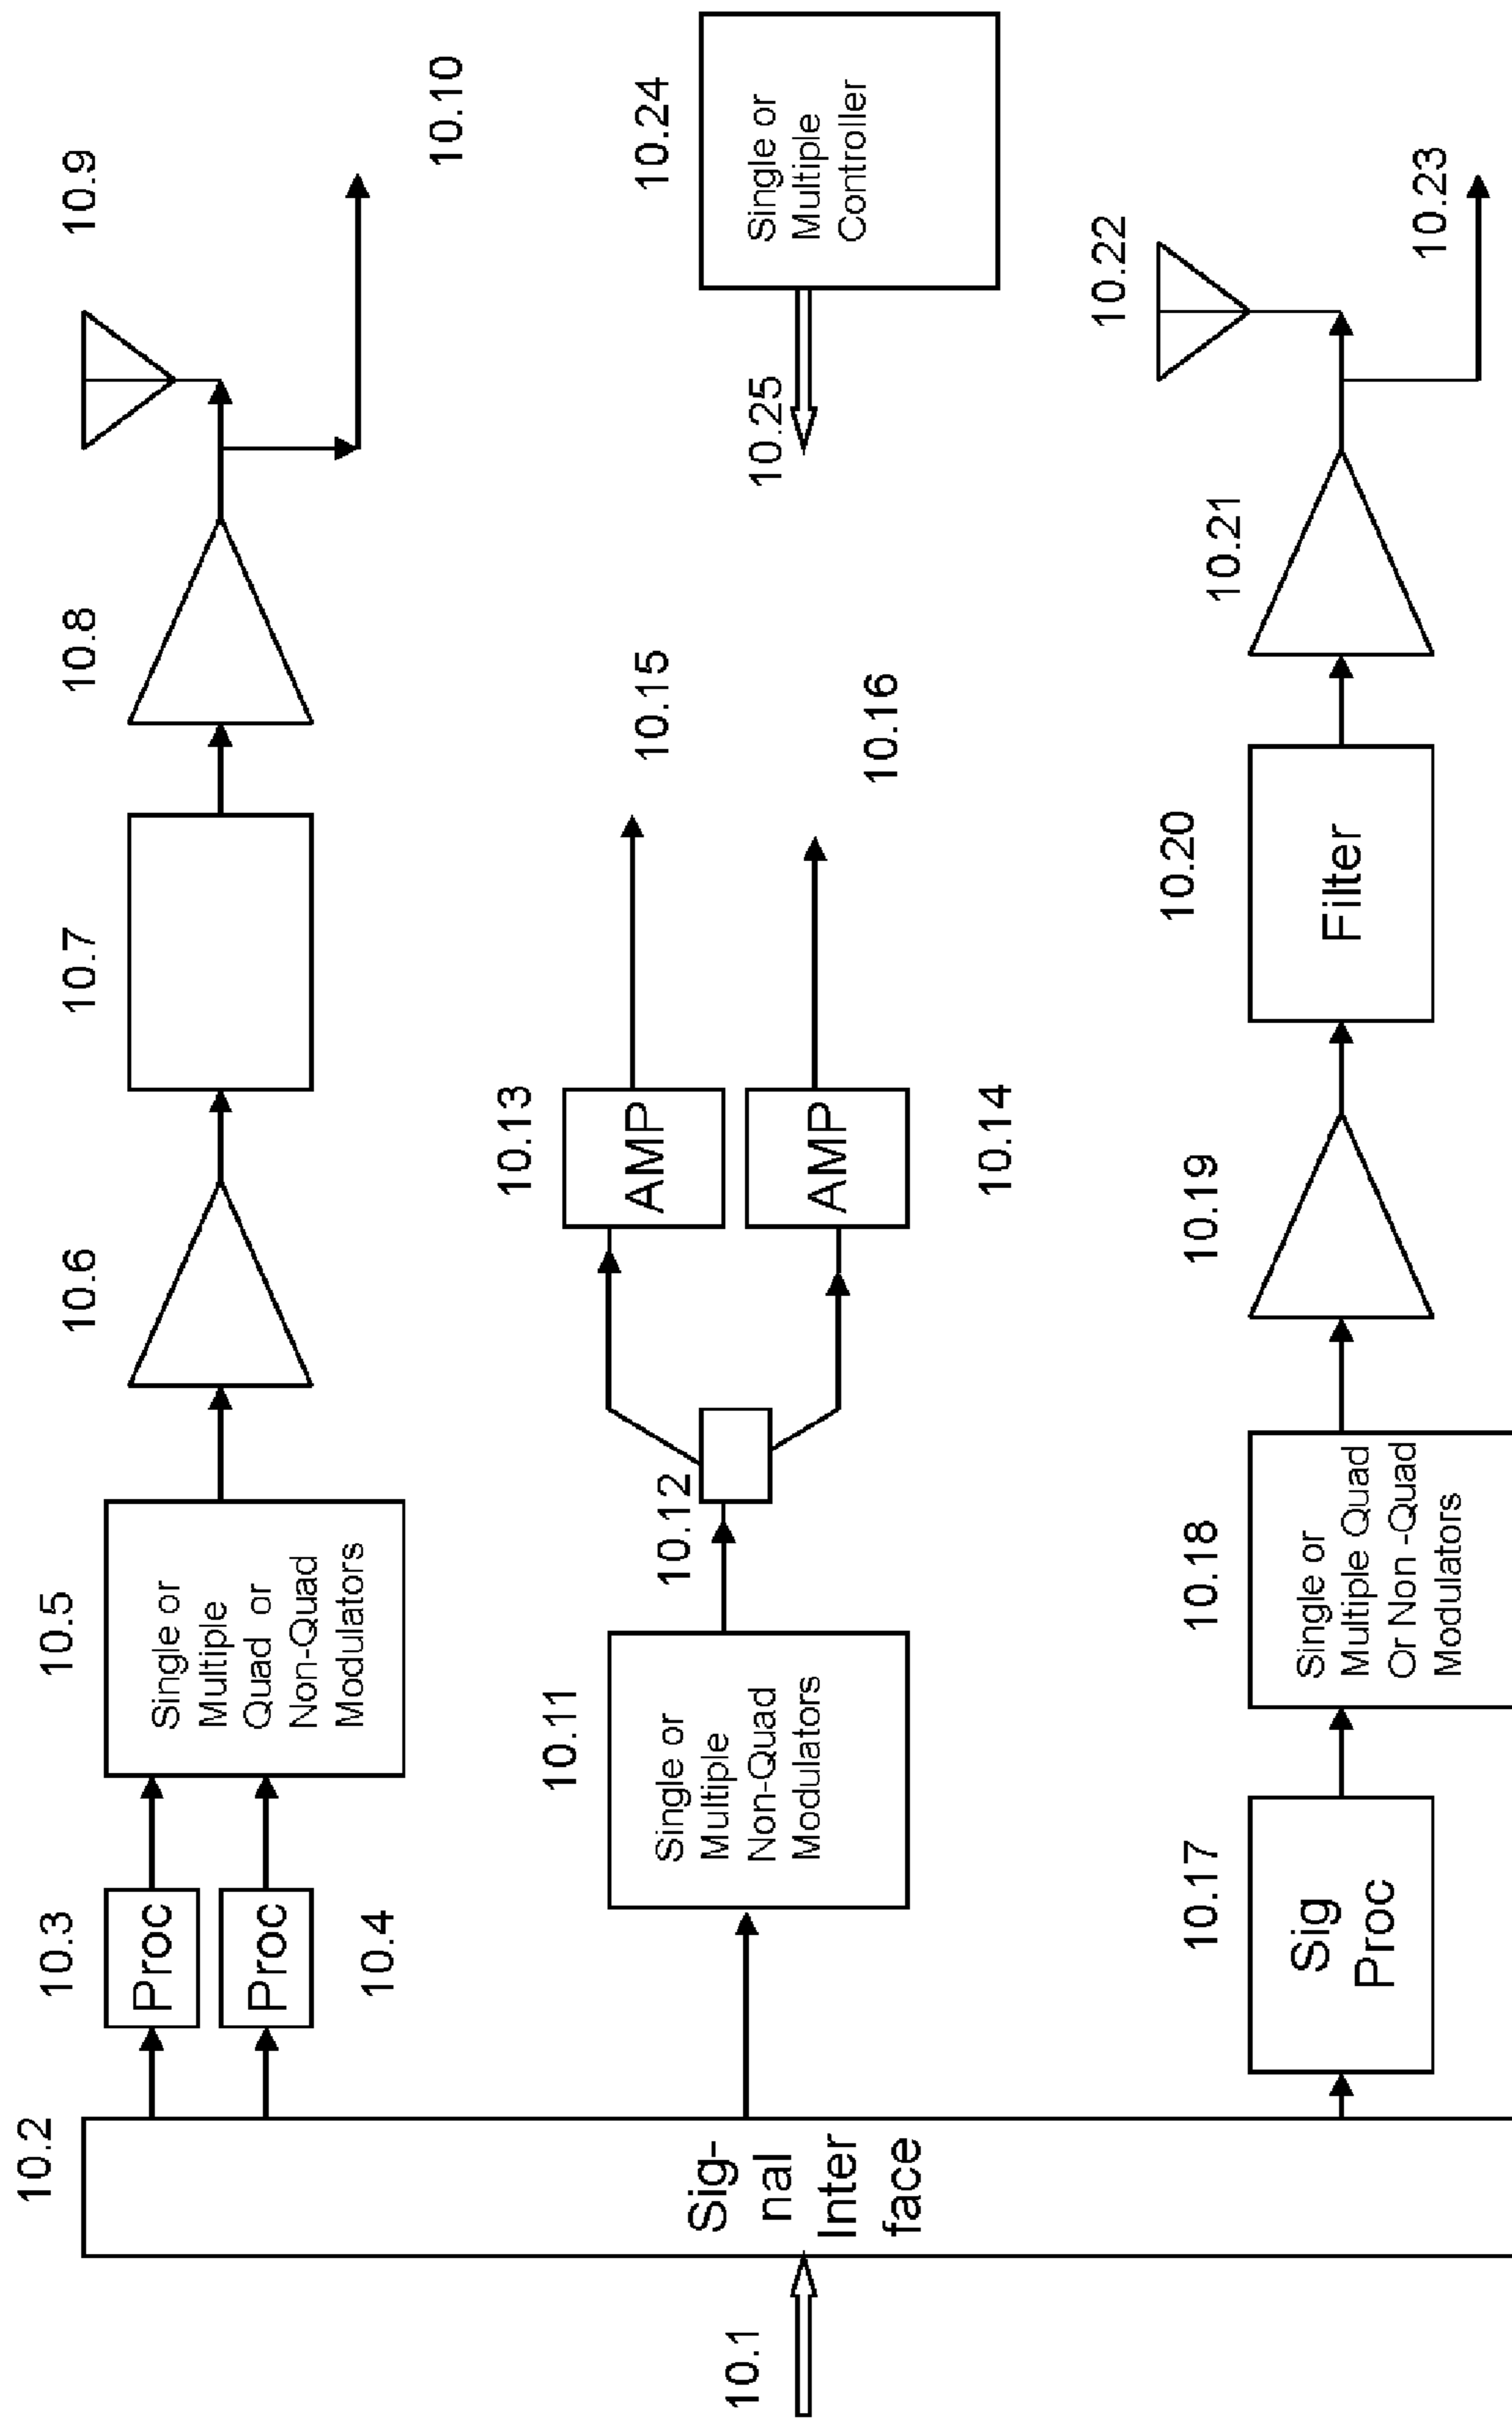 10.1
10.2
Sig-
nal
Inter
face
10.3
Proc
Proc
10.4
10.5
Single or
Multiple
Quad or
Non-Quad
Modulators
10.6
10.7
10.8
10.9
10.10
10.11
Single or
Multiple
Non-Quad
Modulators
10.12
10.13
AMP
AMP
10.14
10.15
10.16
10.24
Single or
Multiple
Controller
10.25
10.17
Sig
Proc
10.18
Single or
Multiple Quad
Or Non -Quad
Modulators
10.19
10.20
Filter
10.21
10.22
10.23